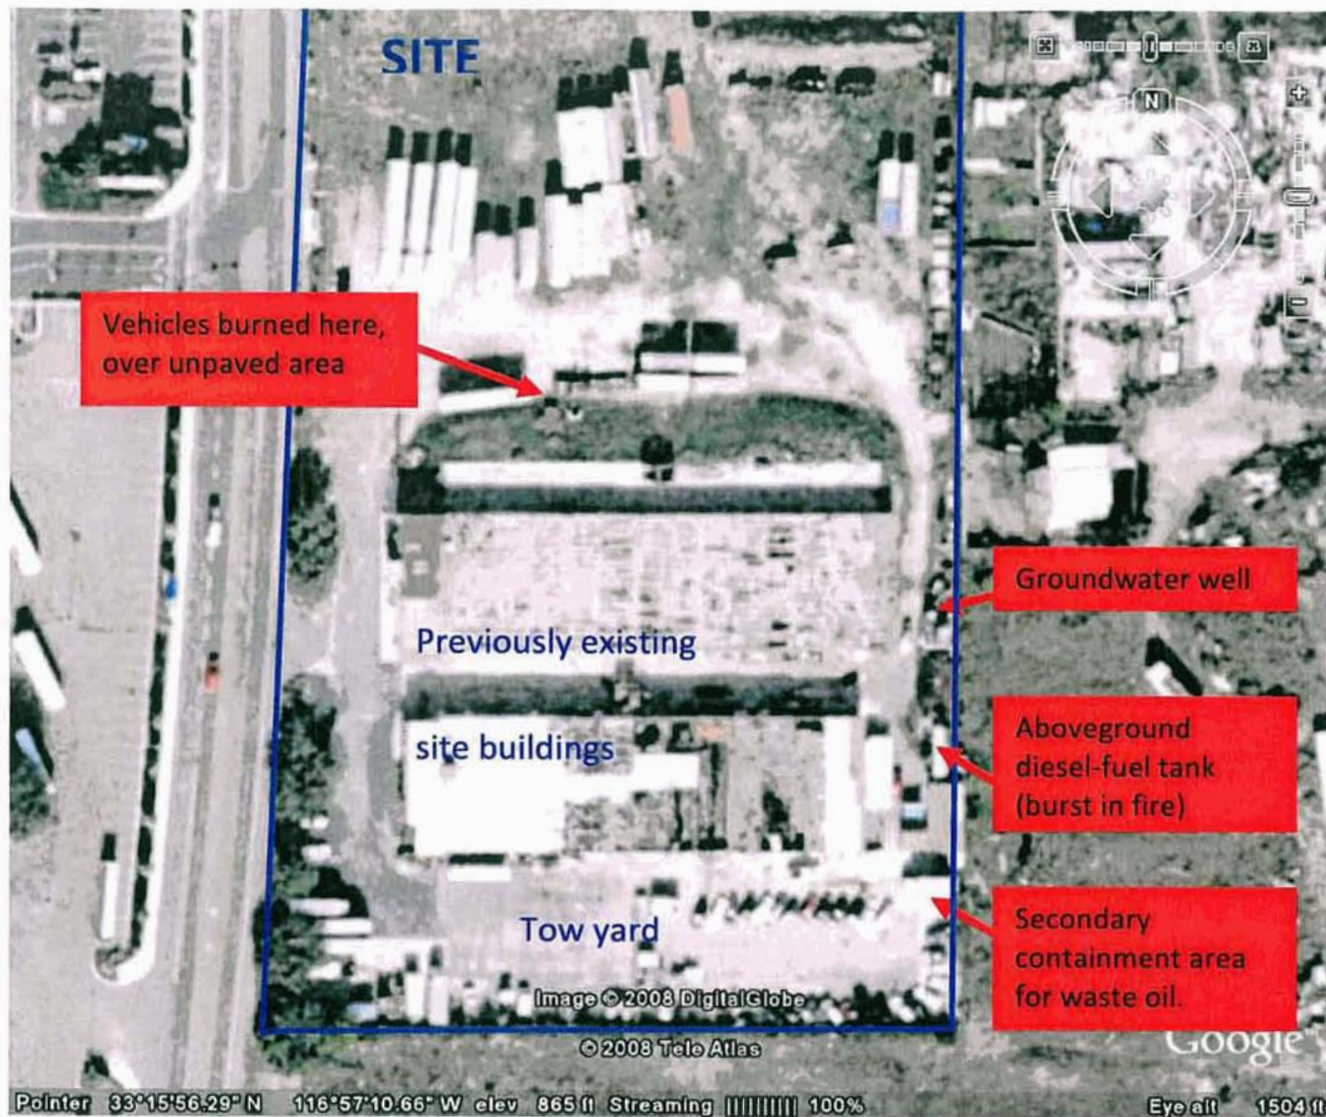 SITE
N
Vehicles burned here,
over unpaved area
Groundwater well
Previously existing
site buildings
Aboveground
diesel-fuel tank
(burst in fire)
Secondary
containment area
for waste oil.
Tow yard
Image © 2008 DigitalGlobe
© 2008 Tele Atlas
Google
Pointer 33°15'56.29" N 116°57'10.66" W elev 865 ft Streaming |||||||||| 100% Eye alt 1504 ft